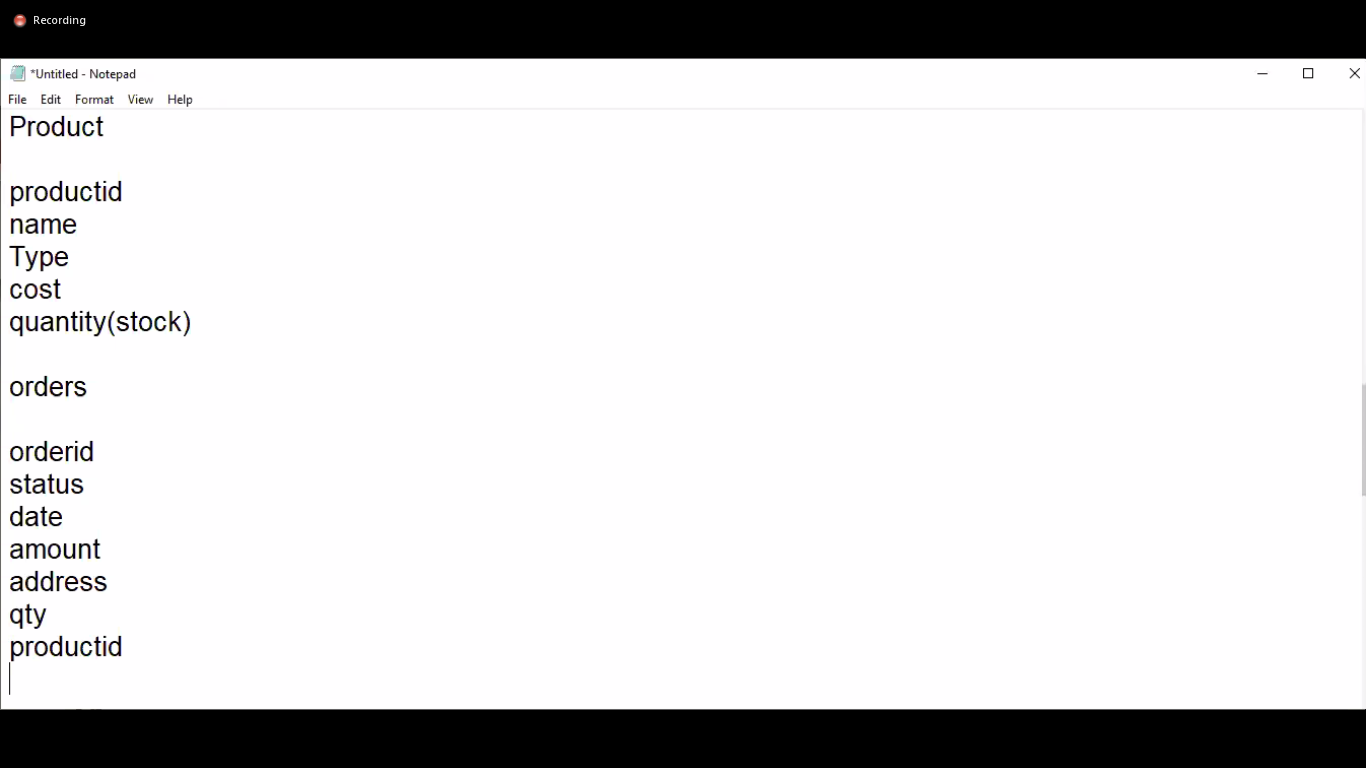 Recording
*Untitled - Notepad
File Edit Format View Help
Product
productid
name
Type
cost
quantity(stock)
orders
orderid
status
date
amount
address
qty
productid